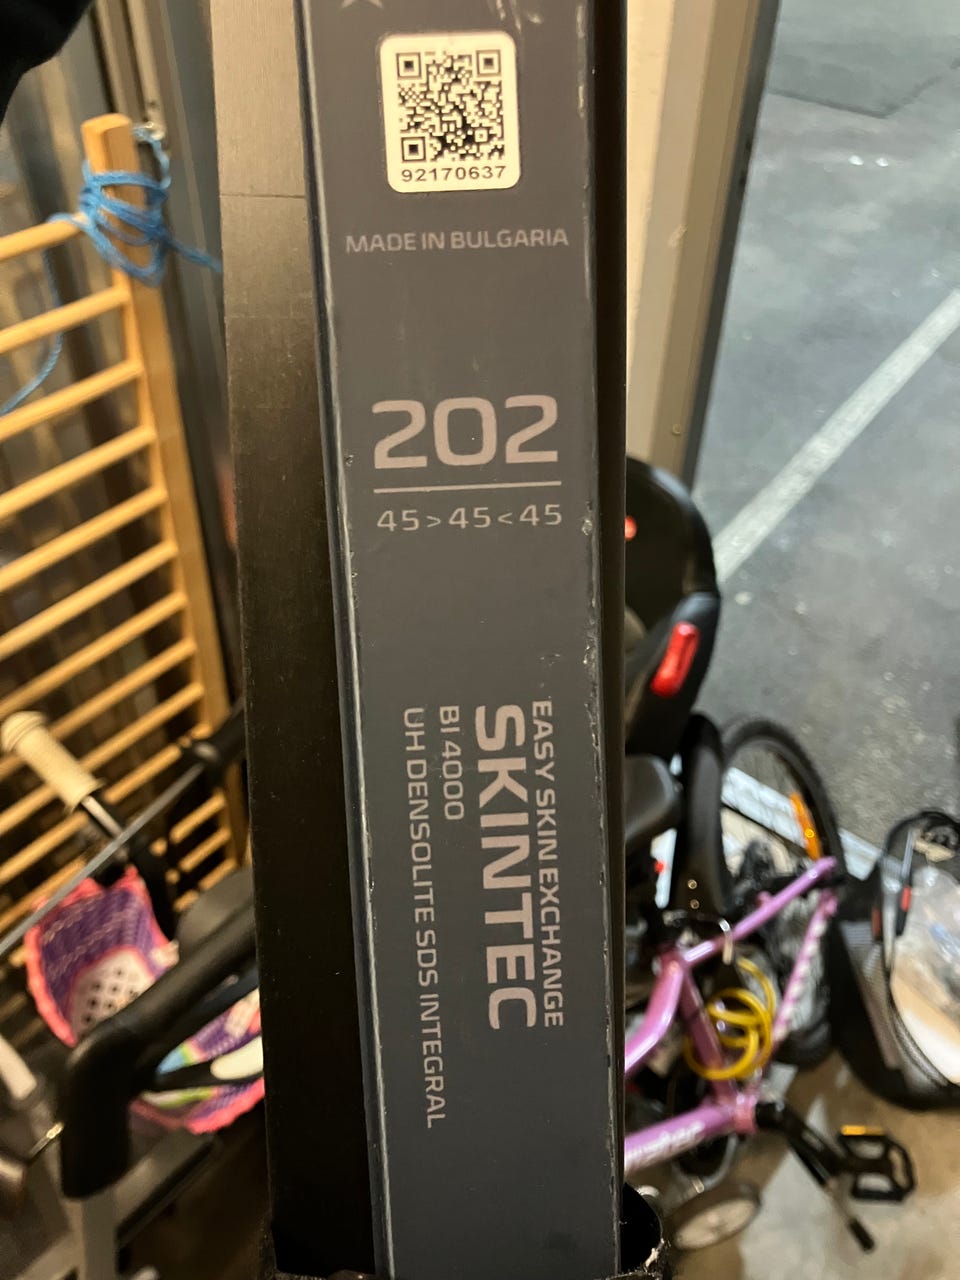 92170637
MADE IN BULGARIA
202
45>45<45
EASY SKIN EXCHANGE
SKINTEC
BI 4000
UH DENSOLITE SDS INTEGRAL